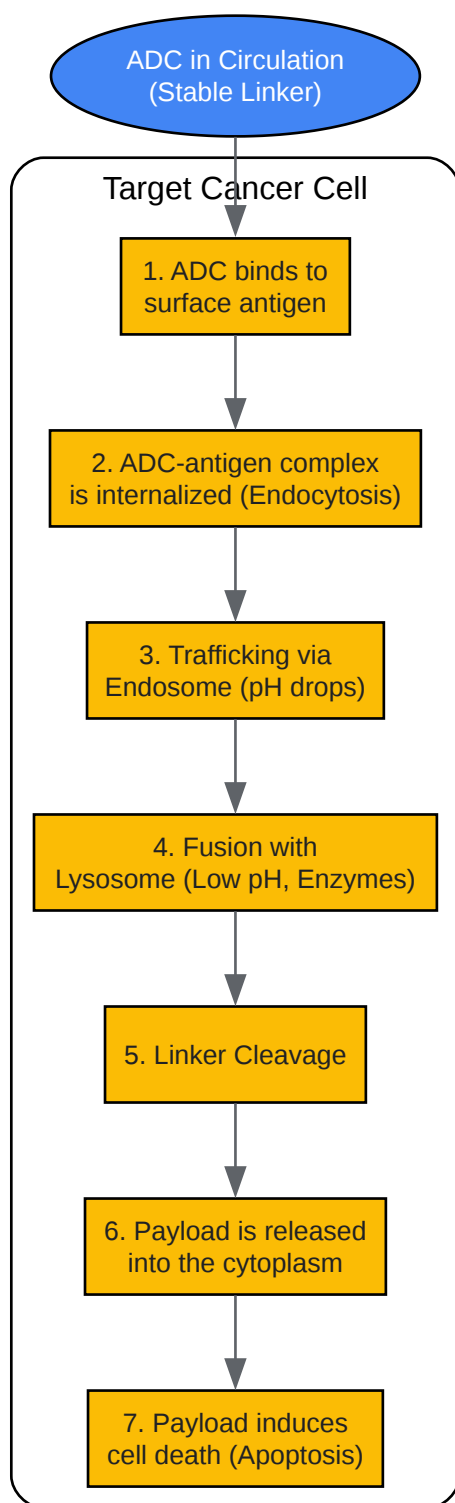 ADC in Circulation
(Stable Linker)
Target Cancer Cell
1. ADC binds to
surface antigen
2. ADC-antigen complex
is internalized (Endocytosis)
3. Trafficking via
Endosome (pH drops)
4. Fusion with
Lysosome (Low pH, Enzymes)
5. Linker Cleavage
6. Payload is released
into the cytoplasm
7. Payload induces
cell death (Apoptosis)